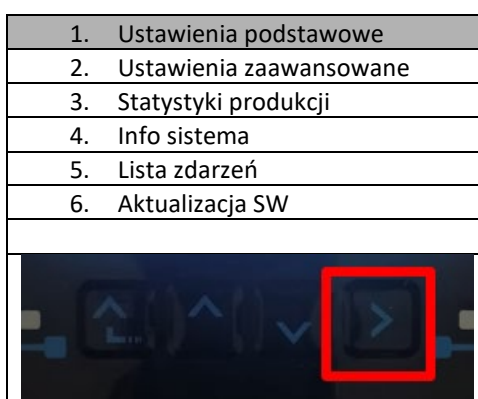 1. Ustawienia podstawowe
2. Ustawienia zaawansowane
3. Statystyki produkcji
4. Info sistema
5. Lista zdarzeń
6. Aktualizacja SW